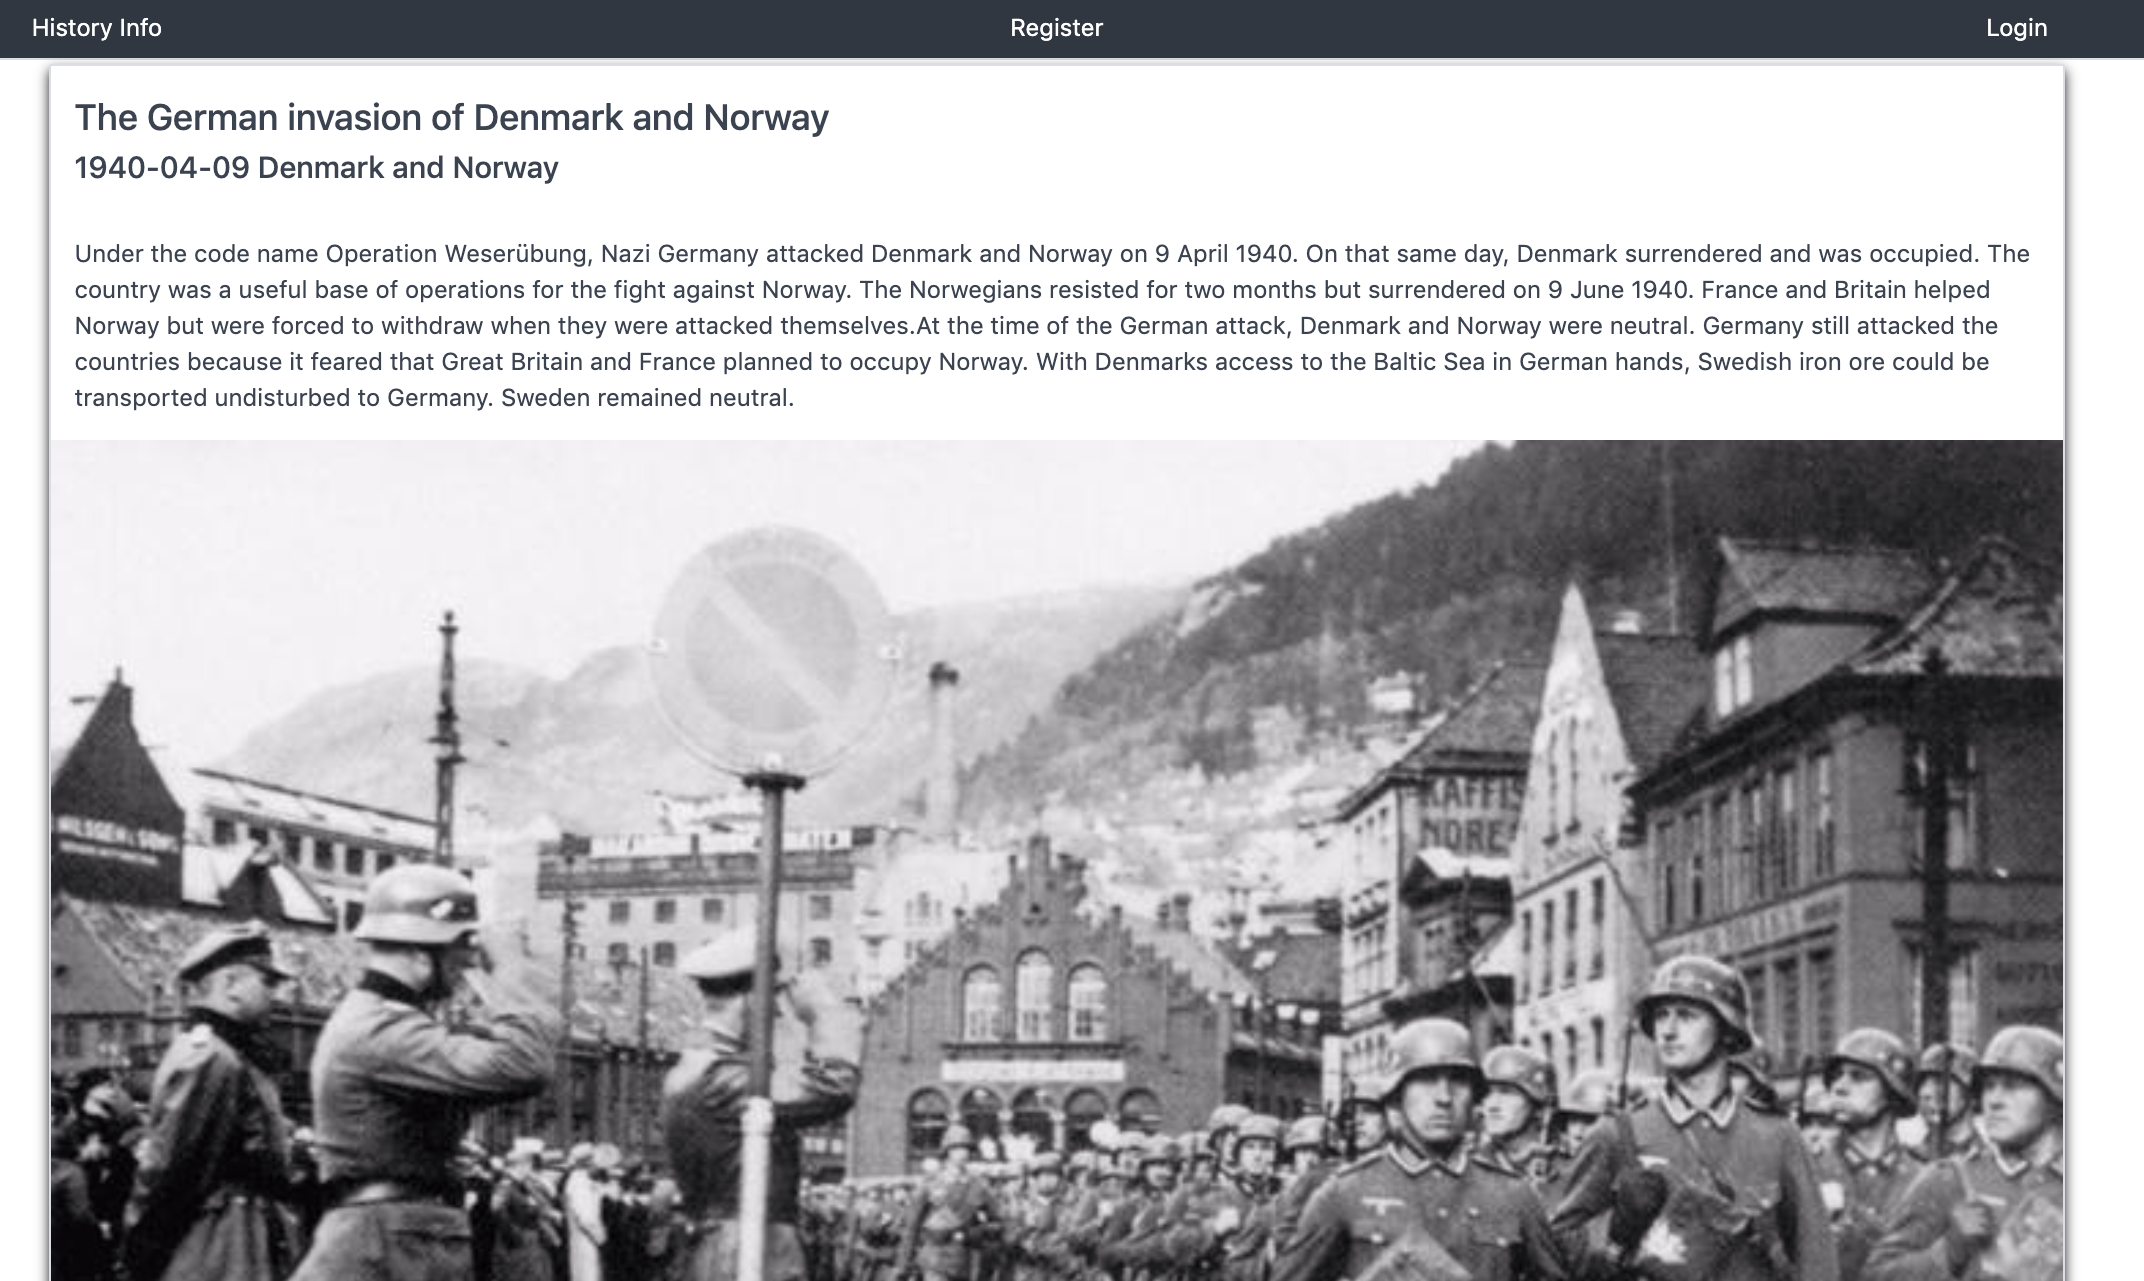 History Info
Register
Login
The German invasion of Denmark and Norway
1940-04-09 Denmark and Norway
Under the code name Operation Weserübung, Nazi Germany attacked Denmark and Norway on 9 April 1940. On that same day, Denmark surrendered and was occupied. The
country was a useful base of operations for the fight against Norway. The Norwegians resisted for two months but surrendered on 9 June 1940. France and Britain helped
Norway but were forced to withdraw when they were attacked themselves.At the time of the German attack, Denmark and Norway were neutral. Germany still attacked the
countries because it feared that Great Britain and France planned to occupy Norway. With Denmarks access to the Baltic Sea in German hands, Swedish iron ore could be
transported undisturbed to Germany. Sweden remained neutral.
KAFFIS
NORE